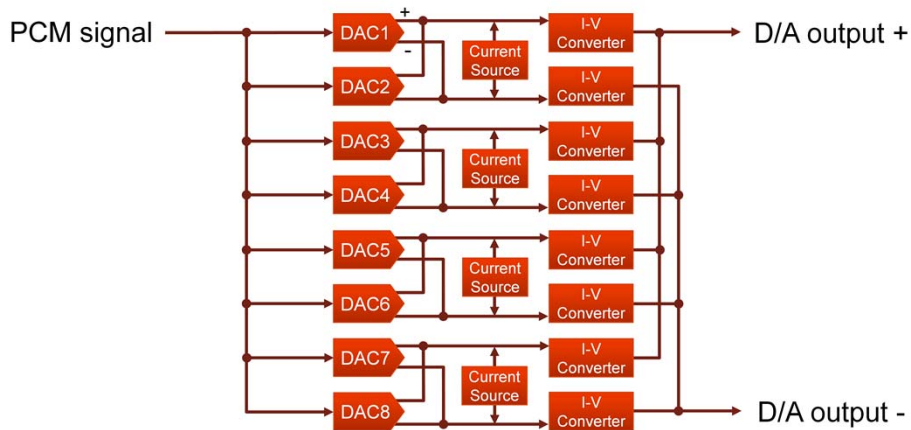 PCM signal
DAC1
+
-
Current
Source
I-V
Converter
D/A output +
DAC2
I-V
Converter
DAC3
Current
Source
I-V
Converter
DAC4
I-V
Converter
DAC5
Current
Source
I-V
Converter
DAC6
I-V
Converter
DAC7
Current
Source
I-V
Converter
DAC8
I-V
Converter
D/A output -